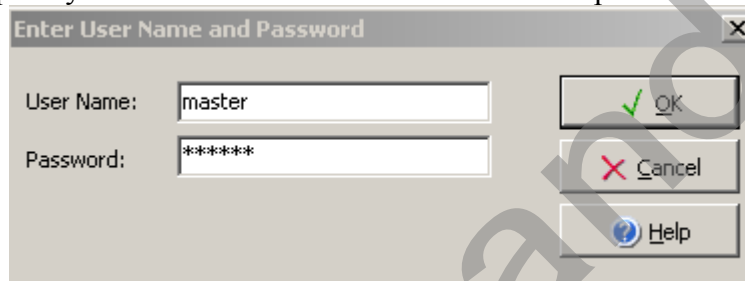 Enter User Name and Password
User Name: master OK
Password: ****** Cancel
Help